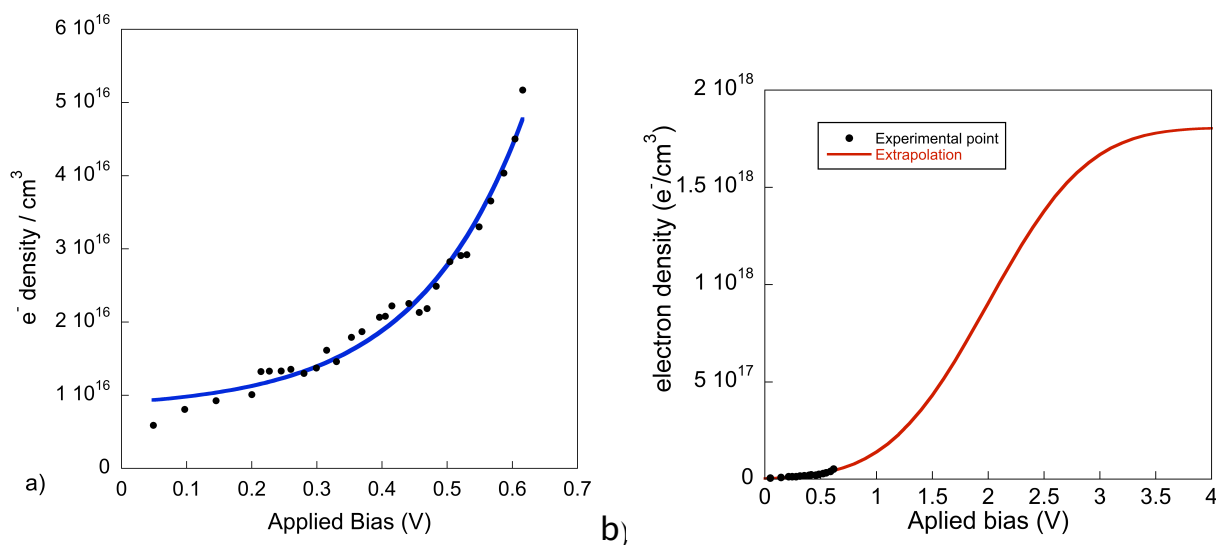 6 10^16
5 10^16
4 10^16
3 10^16
2 10^16
1 10^16
0
e^- density / cm^3
0 0.1 0.2 0.3 0.4 0.5 0.6 0.7
Applied Bias (V)
a)
2 10^18
1.5 10^18
1 10^18
5 10^17
0
electron density (e^-/cm^3)
Experimental point
Extrapolation
0 0.5 1 1.5 2 2.5 3 3.5 4
Aplied bias (V)
b)